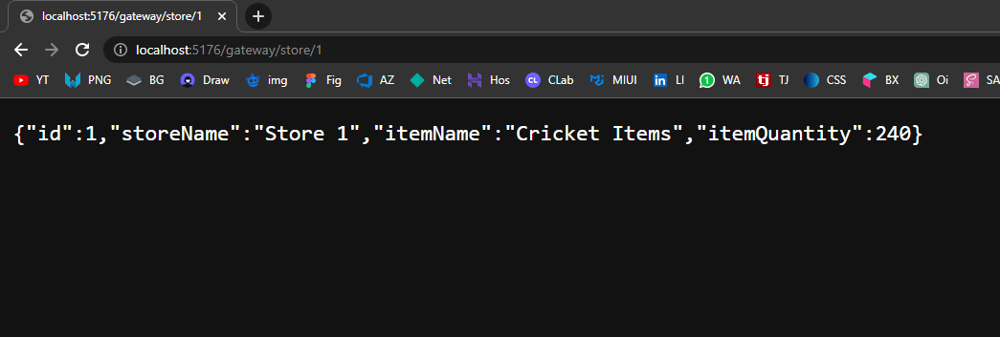 localhost:5176/gateway/store/1
localhost:5176/gateway/store/1
YT PNG BG Draw img Fig AZ Net Hos CLab MIUI LI WA TJ CSS BX Oi SA
{"id":1,"storeName":"Store 1","itemName":"Cricket Items","itemQuantity":240}